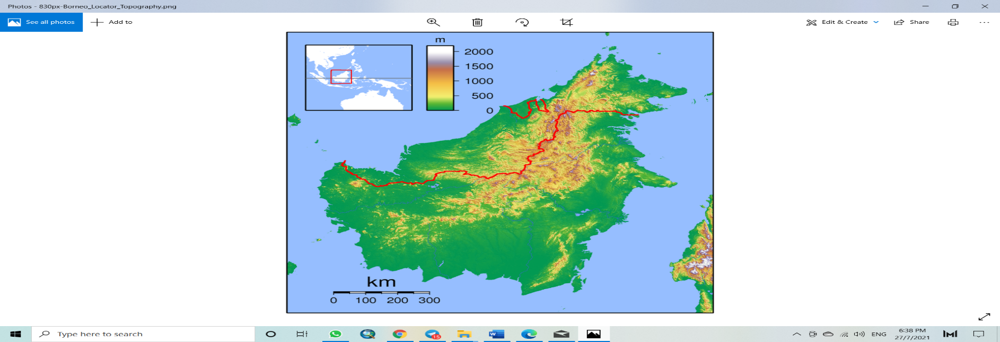 Photos - 830px-Borneo_Locator_Topography.png
See all photos
Add to
Edit & Create
Share
m
2000
1500
1000
500
0
km
0 100 200 300
Type here to search
15
W
ENG
6:38 PM
27/7/2021